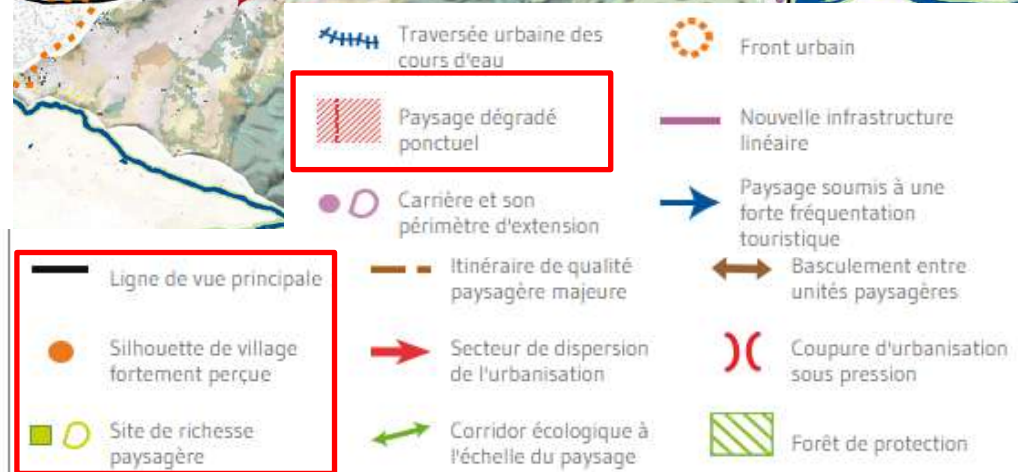 Traversée urbaine des
cours d'eau
Front urbain
Paysage dégradé
ponctuel
Nouvelle infrastructure
linéaire
Carrière et son
périmètre d'extension
Paysage soumis à une
forte fréquentation
touristique
Ligne de vue principale
Itinéraire de qualité
paysagère majeure
Basculement entre
unités paysagères
Silhouette de village
fortement perçue
Secteur de dispersion
de l'urbanisation
Coupure d'urbanisation
sous pression
Site de richesse
paysagère
Corridor écologique à
l'échelle du paysage
Forêt de protection